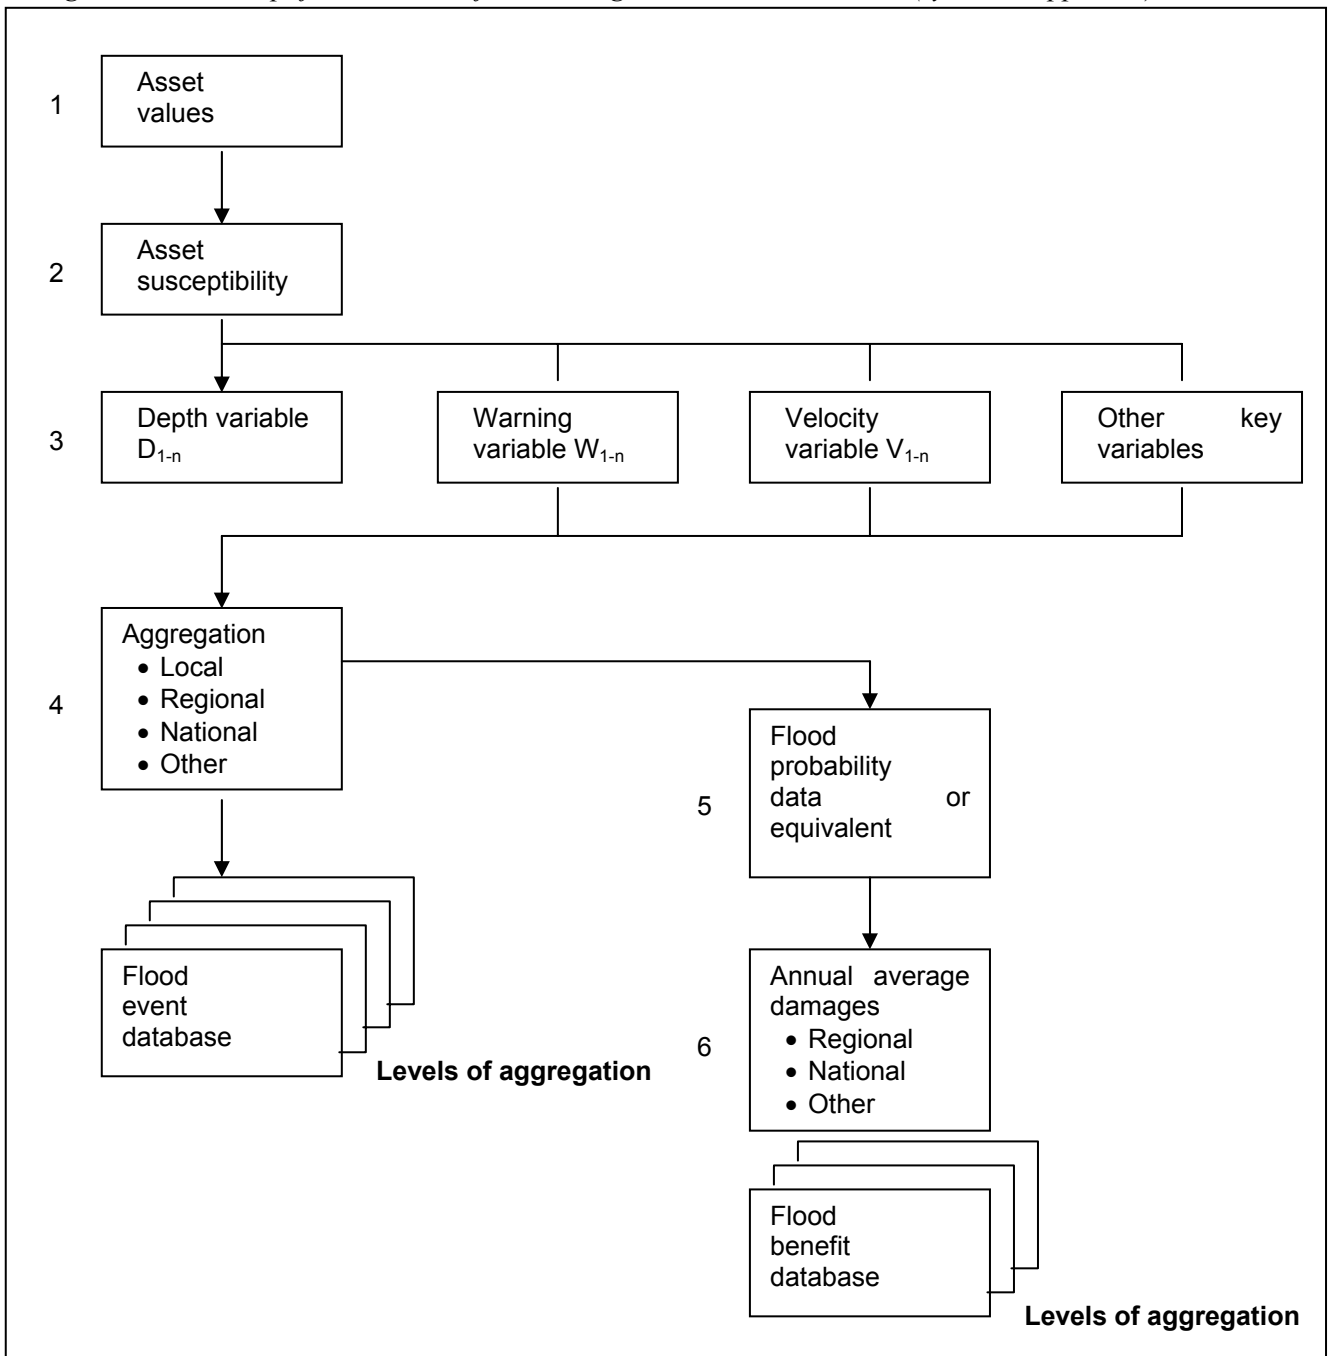 1
Asset
values
2
Asset
susceptibility
3
Depth variable
D1-n
Warning
variable W1-n
Velocity
variable V1-n
Other key
variables
4
Aggregation
• Local
• Regional
• National
• Other
5
Flood
probability
data or
equivalent
Flood
event
database
Levels of aggregation
6
Annual average
damages
• Regional
• National
• Other
Flood
benefit
database
Levels of aggregation